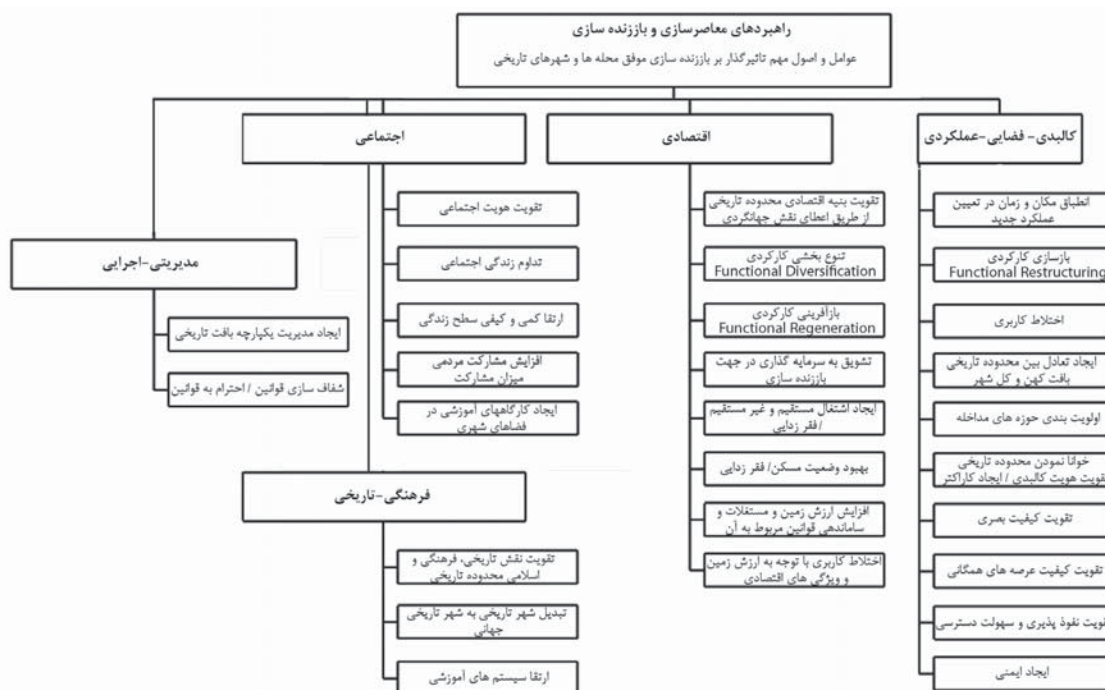 راهبردهای معاصرسازی و باززنده سازی
عوامل و اصول مهم تاثیرگذار بر باززنده سازی موفق محله ها و شهرهای تاریخی
کالبدی- فضایی-عملکردی
انطباق مکان و زمان در تعیین
عملکرد جدید
بازسازی کارکردی
Functional Restructuring
اختلاط کاربری
ایجاد تعادل بین محدوده تاریخی
بافت کهن و کل شهر
اولویت بندی حوزه های مداخله
خوانا نمودن محدوده تاریخی
تقویت هویت کالبدی / ایجاد کاراکتر
تقویت کیفیت بصری
تقویت کیفیت عرصه های همگانی
تقویت نفوذ پذیری و سهولت دسترسی
ایجاد ایمنی
اقتصادی
تقویت بنیه اقتصادی محدوده تاریخی
از طریق اعطای نقش جهانگردی
تنوع بخشی کارکردی
Functional Diversification
بازآفرینی کارکردی
Functional Regeneration
تشویق به سرمایه گذاری در جهت
باززنده سازی
ایجاد اشتغال مستقیم و غیر مستقیم
/فقر زدایی
بهبود وضعیت مسکن/ فقر زدایی
افزایش ارزش زمین و مستغلات و
ساماندهی قوانین مربوط به آن
اختلاط کاربری با توجه به ارزش زمین
و ویژگی های اقتصادی
اجتماعی
تقویت هویت اجتماعی
تداوم زندگی اجتماعی
ارتقا کمی و کیفی سطح زندگی
افزایش مشارکت مردمی
میزان مشارکت
ایجاد کارگاههای آموزشی در
فضاهای شهری
فرهنگی-تاریخی
تقویت نقش تاریخی، فرهنگی و
اسلامی محدوده تاریخی
تبدیل شهر تاریخی به شهر تاریخی
جهانی
ارتقا سیستم های آموزشی
مدیریتی-اجرایی
ایجاد مدیریت یکپارچه بافت تاریخی
شفاف سازی قوانین / احترام به قوانین